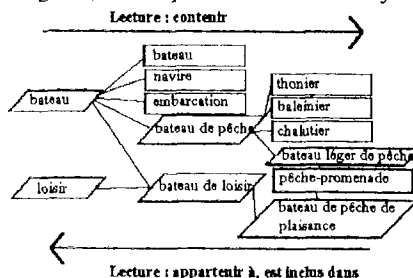 Lecture : contenir
bateau
navire
embarcation
bateau
bateau de pêche
thonier
baleinier
chalutier
bateau léger de pêche
loisir
bateau de loisir
pêche-promenade
bateau de pêche de
plaisance
Lecture : appartenir à, est inclus dans